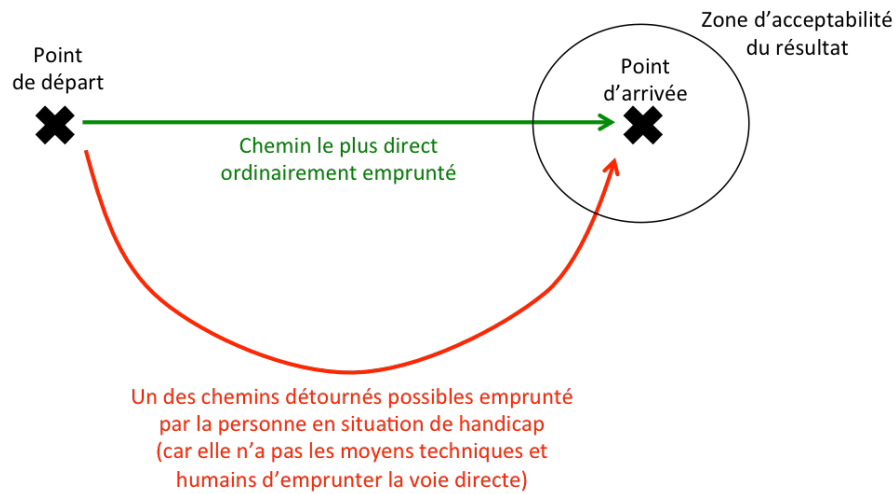 Zone d'acceptabilité
du résultat
Point
de départ
Point
d'arrivée
Chemin le plus direct
ordinairement emprunté
Un des chemins détournés possibles emprunté
par la personne en situation de handicap
(car elle n'a pas les moyens techniques et
humains d'emprunter la voie directe)